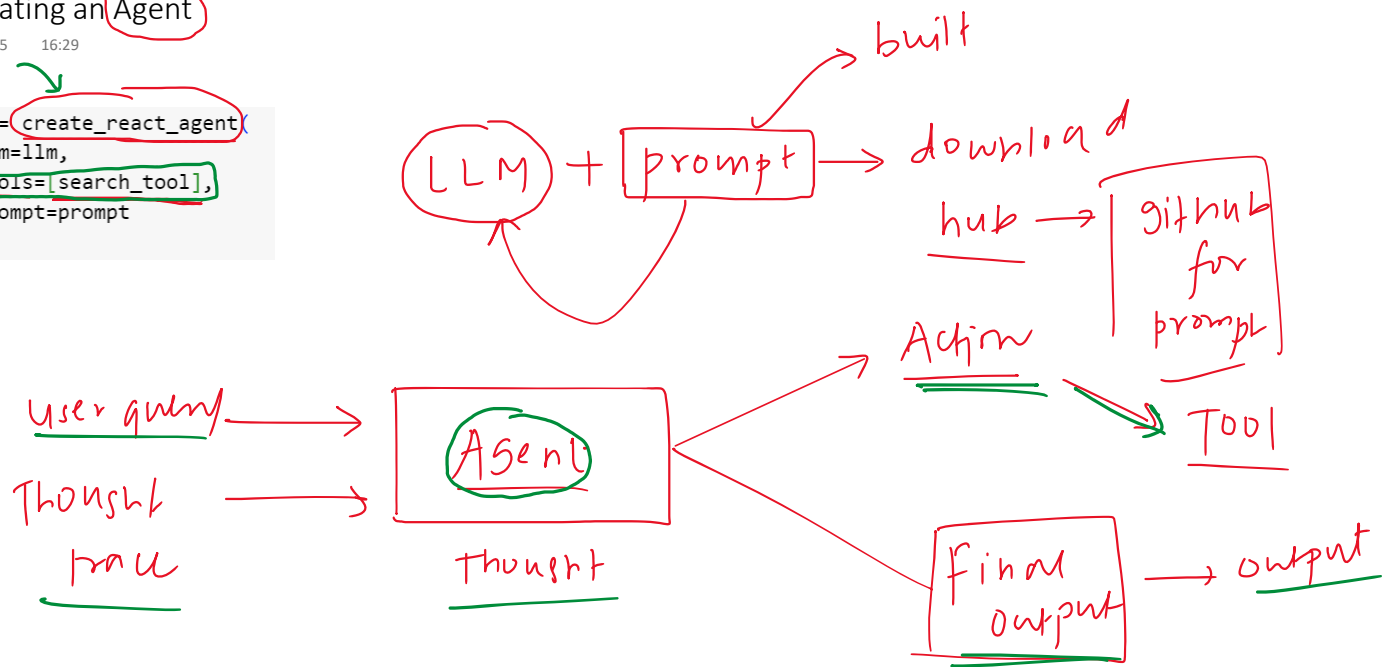 ating an Agent
5 16:29
= create_react_agent(
m=llm,
ols=[search_tool],
ompt=prompt
built
LLM + prompt → download
hub → github
for
prompt
Action
Tool
user query
Agent
Thought
trace
Thought
final
output
→ output